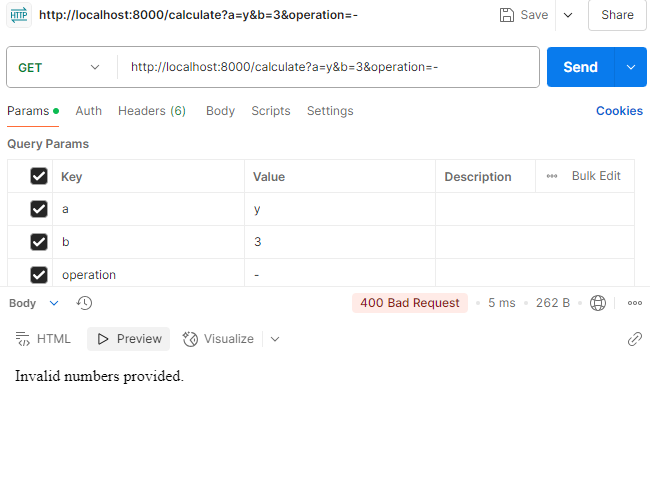 HTTP http://localhost:8000/calculate?a=y&b=3&operation=- Save Share
GET http://localhost:8000/calculate?a=y&b=3&operation=- Send
Params Auth Headers (6) Body Scripts Settings Cookies
Query Params
Key Value Description Bulk Edit
a y
b 3
operation -
Body 400 Bad Request 5 ms 262 B
HTML Preview Visualize
Invalid numbers provided.